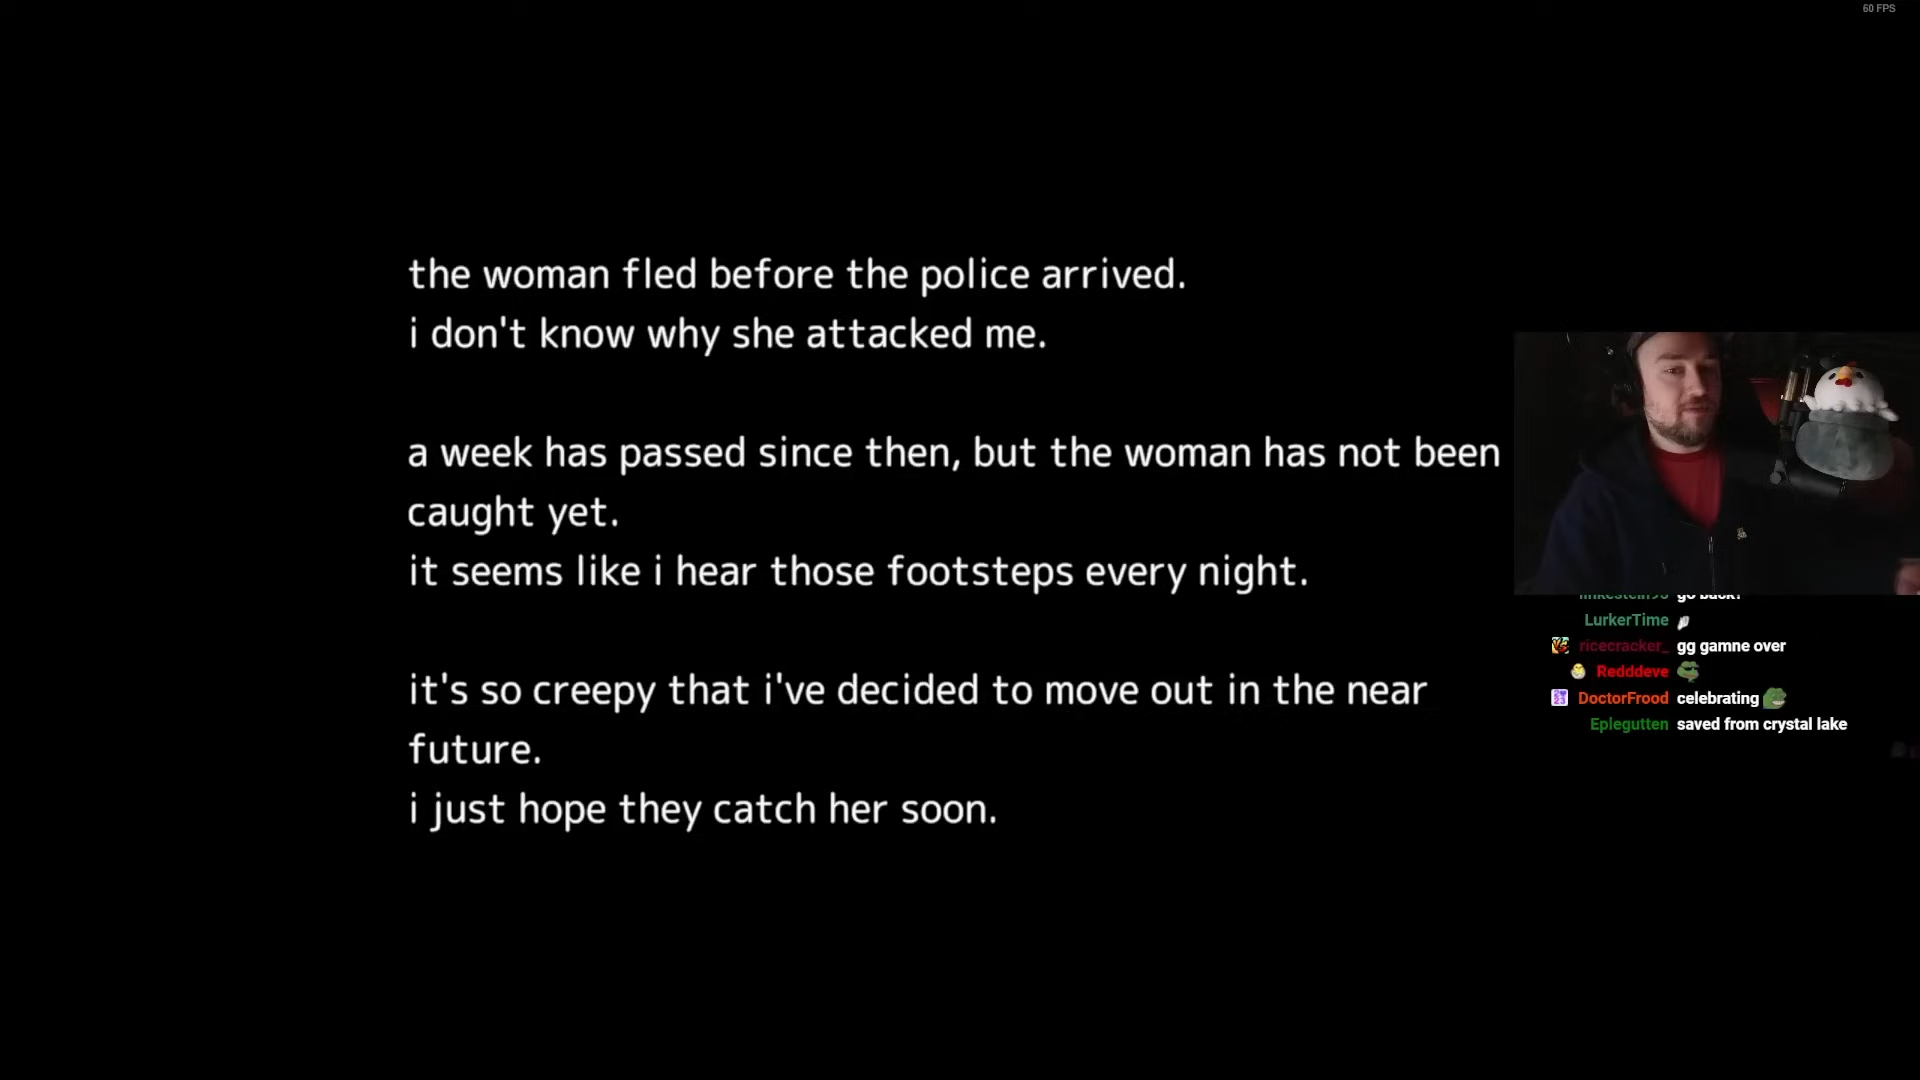 60 FPS
the woman fled before the police arrived.
i don't know why she attacked me.
a week has passed since then, but the woman has not been
caught yet.
it seems like i hear those footsteps every night.
it's so creepy that i've decided to move out in the near
future.
i just hope they catch her soon.
go back!
LurkerTime
ricecracker_ gg gamne over
Redddeve
DoctorFrood celebrating
Eplegutten saved from crystal lake